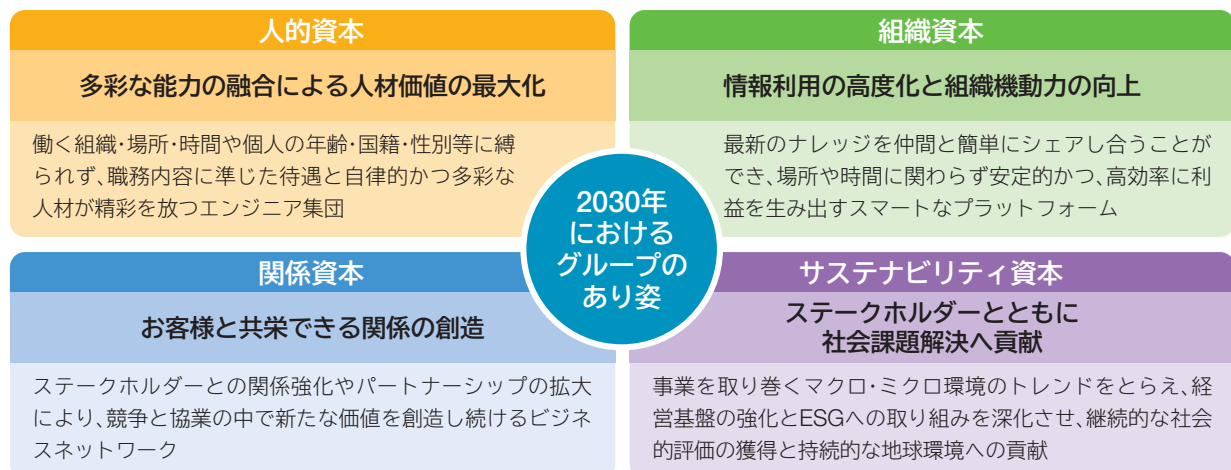 人的資本
多彩な能力の融合による人材価値の最大化
働く組織・場所・時間や個人の年齢・国籍・性別等に縛
られず、職務内容に準じた待遇と自律的かつ多彩な
人材が精彩を放つエンジニア集団
組織資本
情報利用の高度化と組織機動力の向上
最新のナレッジを仲間と簡単にシェアし合うことが
でき、場所や時間に関わらず安定的かつ、高効率に利
益を生み出すスマートなプラットフォーム
2030年
における
グループの
あり姿
関係資本
お客様と共栄できる関係の創造
ステークホルダーとの関係強化やパートナーシップの拡大
により、競争と協業の中で新たな価値を創造し続けるビジネ
スネットワーク
サステナビリティ資本
ステークホルダーとともに
社会課題解決へ貢献
事業を取り巻くマクロ・ミクロ環境のトレンドをとらえ、経
営基盤の強化とESGへの取り組みを深化させ、継続的な社会
的評価の獲得と持続的な地球環境への貢献